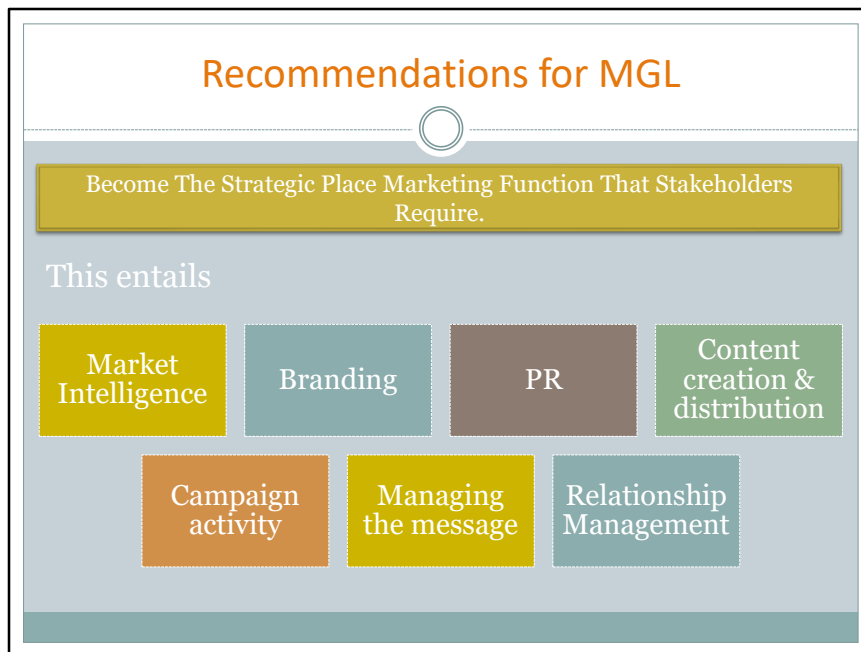 Recommendations for MGL
Become The Strategic Place Marketing Function That Stakeholders
Require.
This entails
Market
Intelligence
Branding
PR
Content
creation &
distribution
Campaign
activity
Managing
the message
Relationship
Management